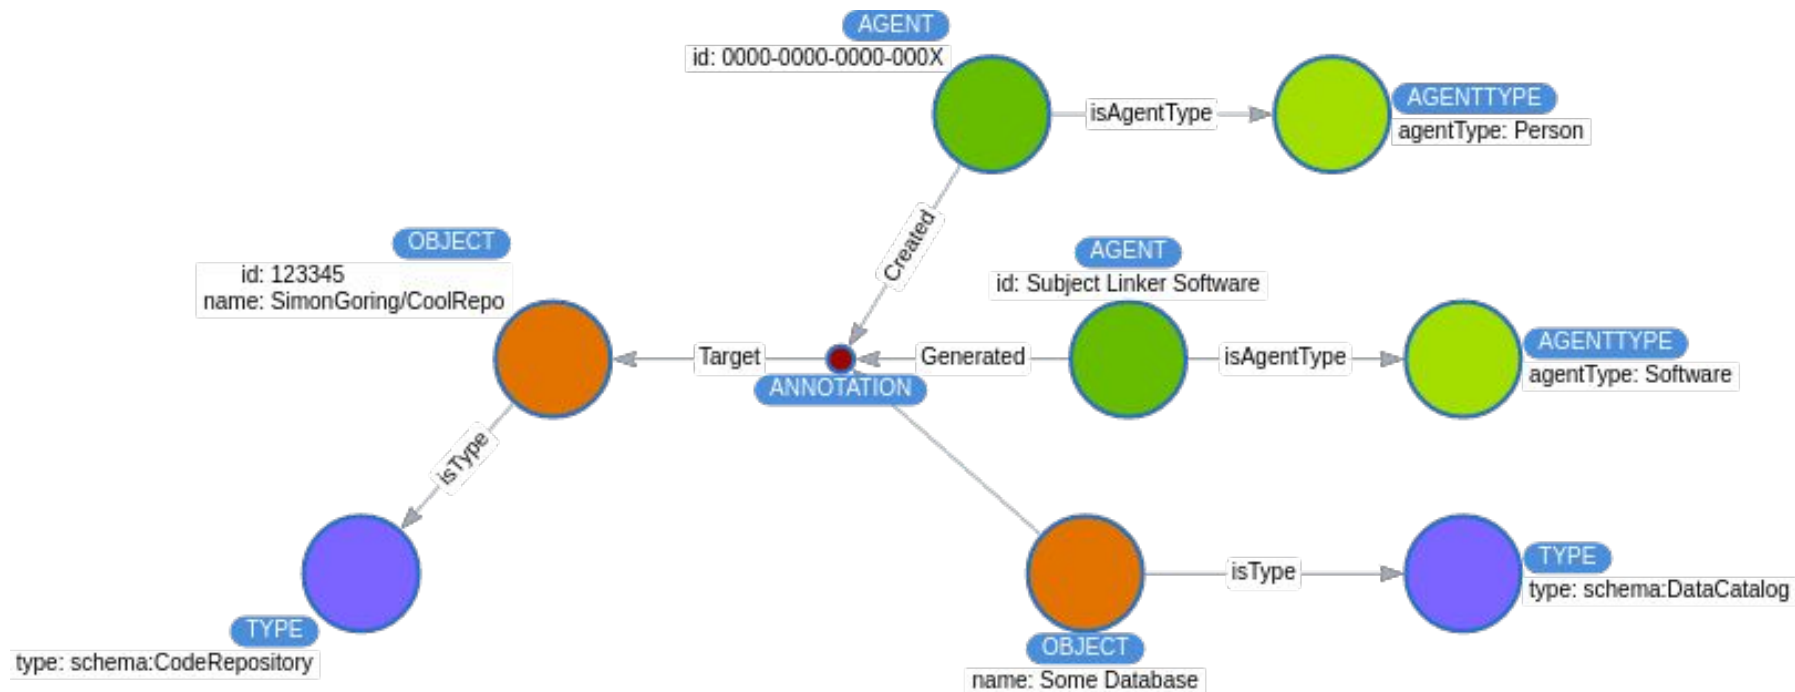 AGENT
id: 0000-0000-0000-000X
isAgentType
AGENTTYPE
agentType: Person
Created
OBJECT
id: 123345
name: SimonGoring/CoolRepo
AGENT
id: Subject Linker Software
Target
Generated
isAgentType
AGENTTYPE
agentType: Software
ANNOTATION
isType
isType
TYPE
type: schema:DataCatalog
TYPE
type: schema:CodeRepository
OBJECT
name: Some Database